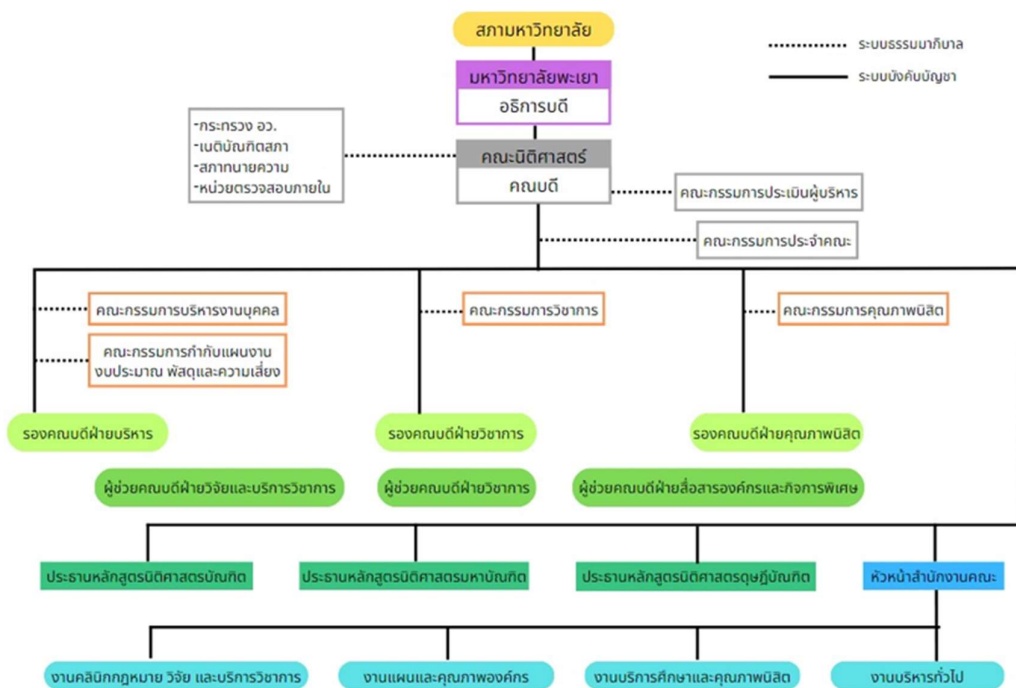 สภามหาวิทยาลัย
ระบบธรรมมาภิบาล
มหาวิทยาลัยพะเยา
ระบบบังคับบัญชา
อธิการบดี
-กระทรวง อว.
-เนติบัณฑิตสภา
-สภาทนายความ
-หน่วยตรวจสอบภายใน
คณะนิติศาสตร์
คณบดี
คณะกรรมการประเมินผู้บริหาร
คณะกรรมการประจำคณะ
คณะกรรมการบริหารงานบุคคล
คณะกรรมการวิชาการ
คณะกรรมการคุณภาพนิสิต
คณะกรรมการกำกับแผนงาน
งบประมาณ พัสดุและความเสี่ยง
รองคณบดีฝ่ายบริหาร
รองคณบดีฝ่ายวิชาการ
รองคณบดีฝ่ายคุณภาพนิสิต
ผู้ช่วยคณบดีฝ่ายวิจัยและบริการวิชาการ
ผู้ช่วยคณบดีฝ่ายวิชาการ
ผู้ช่วยคณบดีฝ่ายสื่อสารองค์กรและกิจการพิเศษ
ประธานหลักสูตรนิติศาสตรบัณฑิต
ประธานหลักสูตรนิติศาสตรมหาบัณฑิต
ประธานหลักสูตรนิติศาสตรดุษฎีบัณฑิต
หัวหน้าสำนักงานคณะ
งานคลินิกกฎหมาย วิจัย และบริการวิชาการ
งานแผนและคุณภาพองค์กร
งานบริการศึกษาและคุณภาพนิสิต
งานบริหารทั่วไป